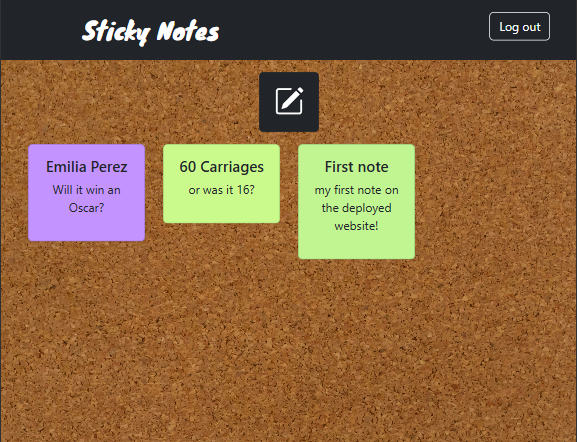 Sticky Notes
Log out
Emilia Perez
Will it win an
Oscar?
60 Carriages
or was it 16?
First note
my first note on
the deployed
website!